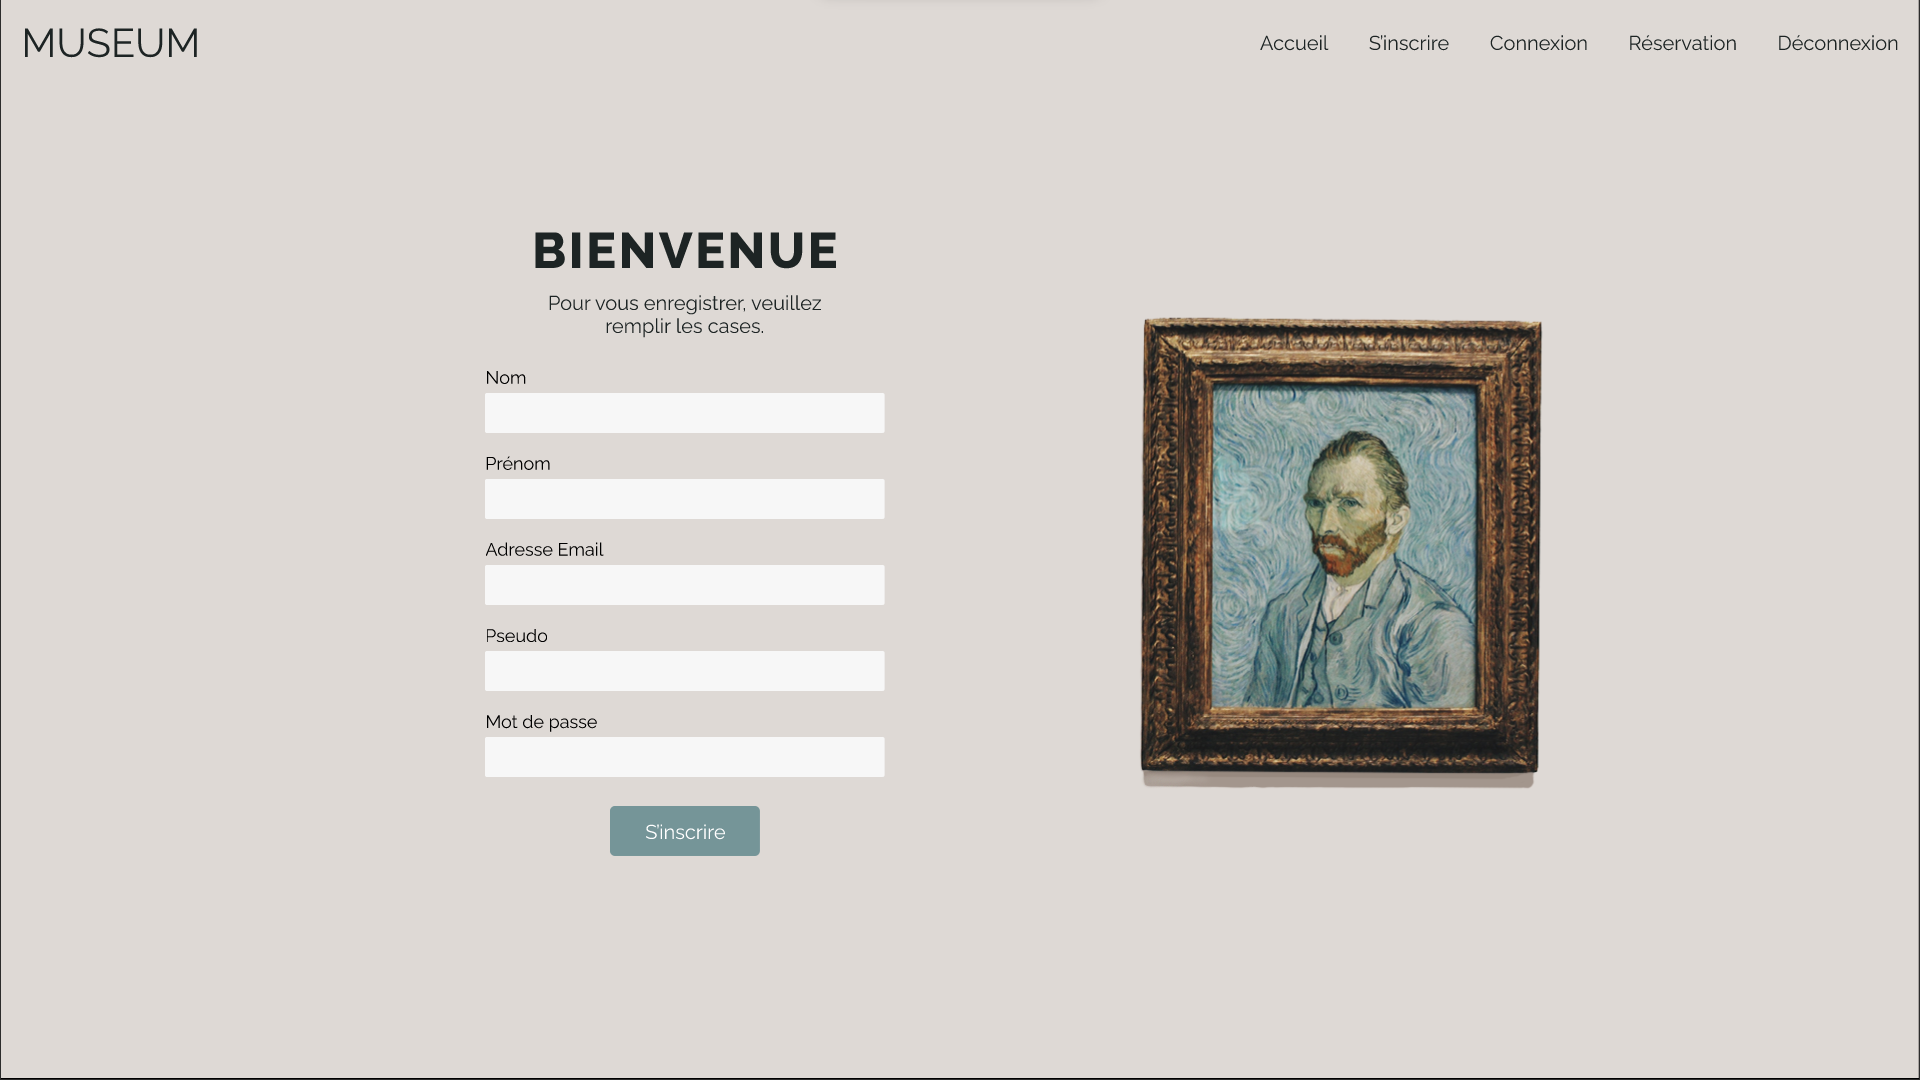 MUSEUM
Accueil S'inscrire Connexion Réservation Déconnexion
BIENVENUE
Pour vous enregistrer, veuillez
remplir les cases.
Nom
Prénom
Adresse Email
Pseudo
Mot de passe
S'inscrire